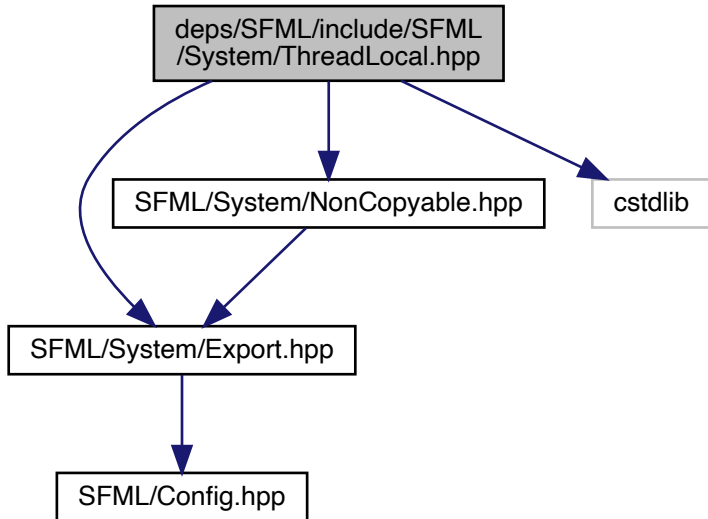 deps/SFML/include/SFML
/System/ThreadLocal.hpp
SFML/System/NonCopyable.hpp
cstdlib
SFML/System/Export.hpp
SFML/Config.hpp